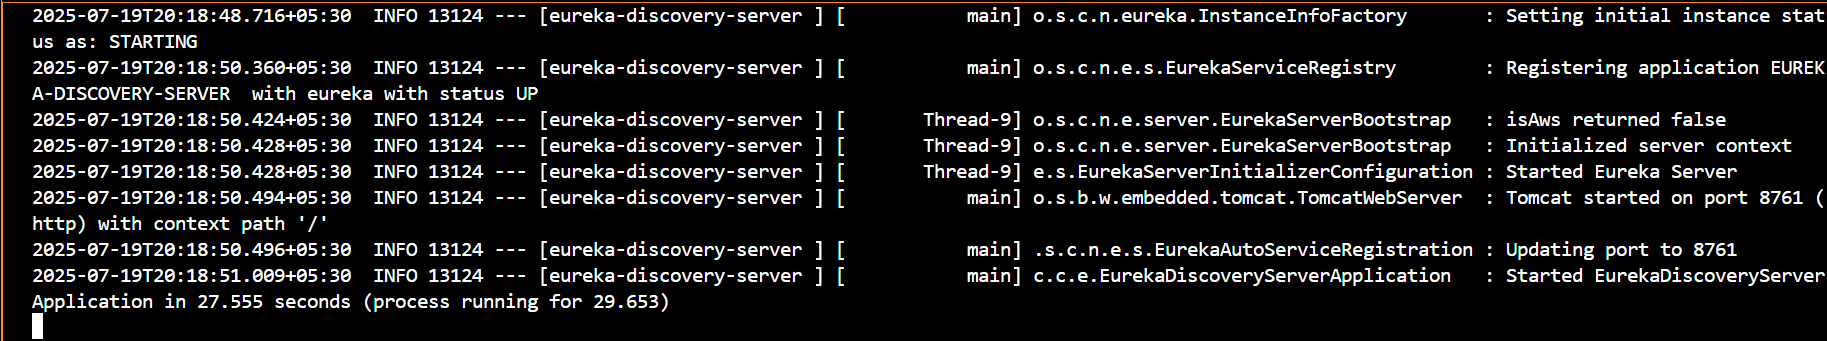 2025-07-19T20:18:48.716+05:30  INFO 13124 --- [eureka-discovery-server ] [           main] o.s.c.n.eureka.InstanceInfoFactory       : Setting initial instance stat
us as: STARTING
2025-07-19T20:18:50.360+05:30  INFO 13124 --- [eureka-discovery-server ] [           main] o.s.c.n.e.s.EurekaServiceRegistry        : Registering application EUREK
A-DISCOVERY-SERVER  with eureka with status UP
2025-07-19T20:18:50.424+05:30  INFO 13124 --- [eureka-discovery-server ] [       Thread-9] o.s.c.n.e.server.EurekaServerBootstrap   : isAws returned false
2025-07-19T20:18:50.428+05:30  INFO 13124 --- [eureka-discovery-server ] [       Thread-9] o.s.c.n.e.server.EurekaServerBootstrap   : Initialized server context
2025-07-19T20:18:50.428+05:30  INFO 13124 --- [eureka-discovery-server ] [       Thread-9] e.s.EurekaServerInitializerConfiguration : Started Eureka Server
2025-07-19T20:18:50.494+05:30  INFO 13124 --- [eureka-discovery-server ] [           main] o.s.b.w.embedded.tomcat.TomcatWebServer  : Tomcat started on port 8761 (
http) with context path '/'
2025-07-19T20:18:50.496+05:30  INFO 13124 --- [eureka-discovery-server ] [           main] .s.c.n.e.s.EurekaAutoServiceRegistration : Updating port to 8761
2025-07-19T20:18:51.009+05:30  INFO 13124 --- [eureka-discovery-server ] [           main] c.c.e.EurekaDiscoveryServerApplication   : Started EurekaDiscoveryServer
Application in 27.555 seconds (process running for 29.653)